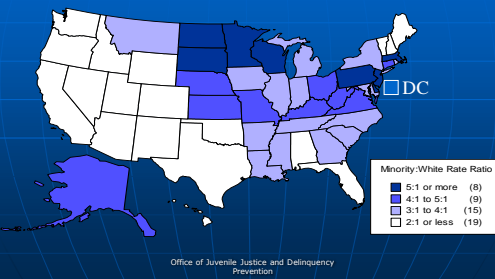 DC
Minority:White Rate Ratio
5:1 or more (8)
4:1 to 5:1 (9)
3:1 to 4:1 (15)
2:1 or less (19)
Office of Juvenile Justice and Delinquency
Prevention